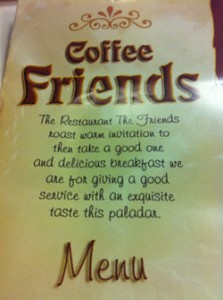 Coffee
Friends
The Restaurant The Friends
roast warm invitation to
then take a good one
and delicious breakfast we
are for giving a good
service with an exquisite
taste this paladar.
Menu